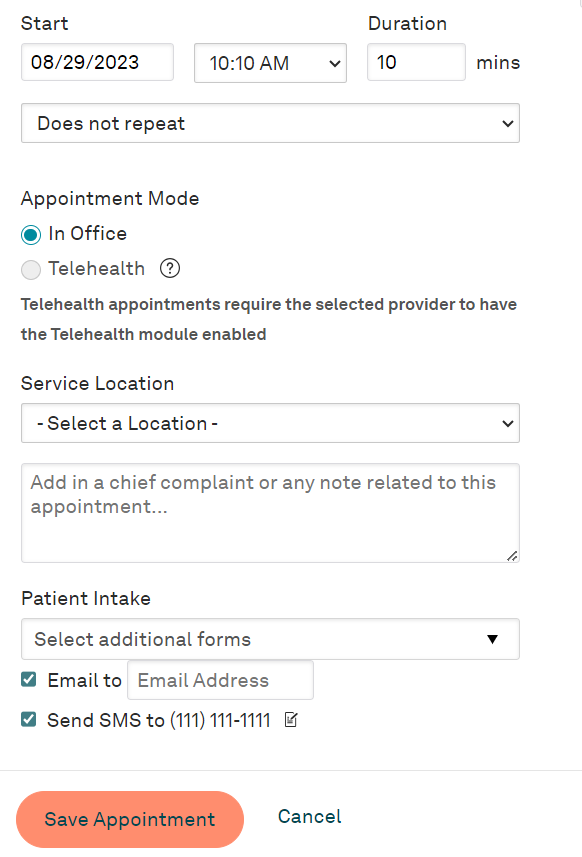 Start Duration
08/29/2023 10:10 AM 10 mins
Does not repeat
Appointment Mode
In Office
Telehealth ?
Telehealth appointments require the selected provider to have
the Telehealth module enabled
Service Location
- Select a Location -
Add in a chief complaint or any note related to this
appointment...
Patient Intake
Select additional forms
Email to Email Address
Send SMS to (111) 111-1111
Save Appointment Cancel